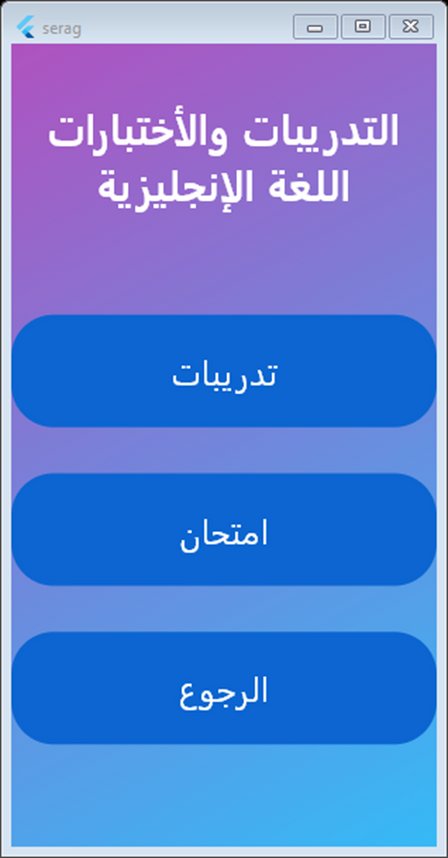 serag
التدريبات والأختبارات
اللغة الإنجليزية
تدريبات
امتحان
الرجوع